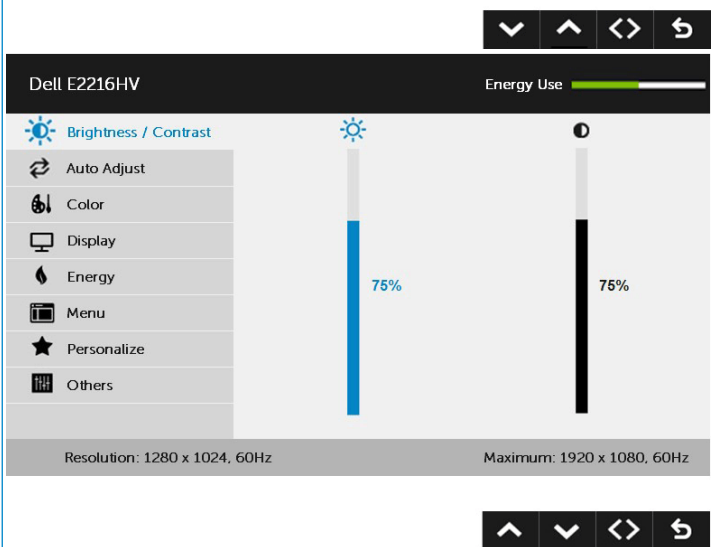 Dell E2216HV
Energy Use
Brightness / Contrast
Auto Adjust
Color
Display
Energy
75%
75%
Menu
Personalize
Others
Resolution: 1280 x 1024, 60Hz
Maximum: 1920 x 1080, 60Hz